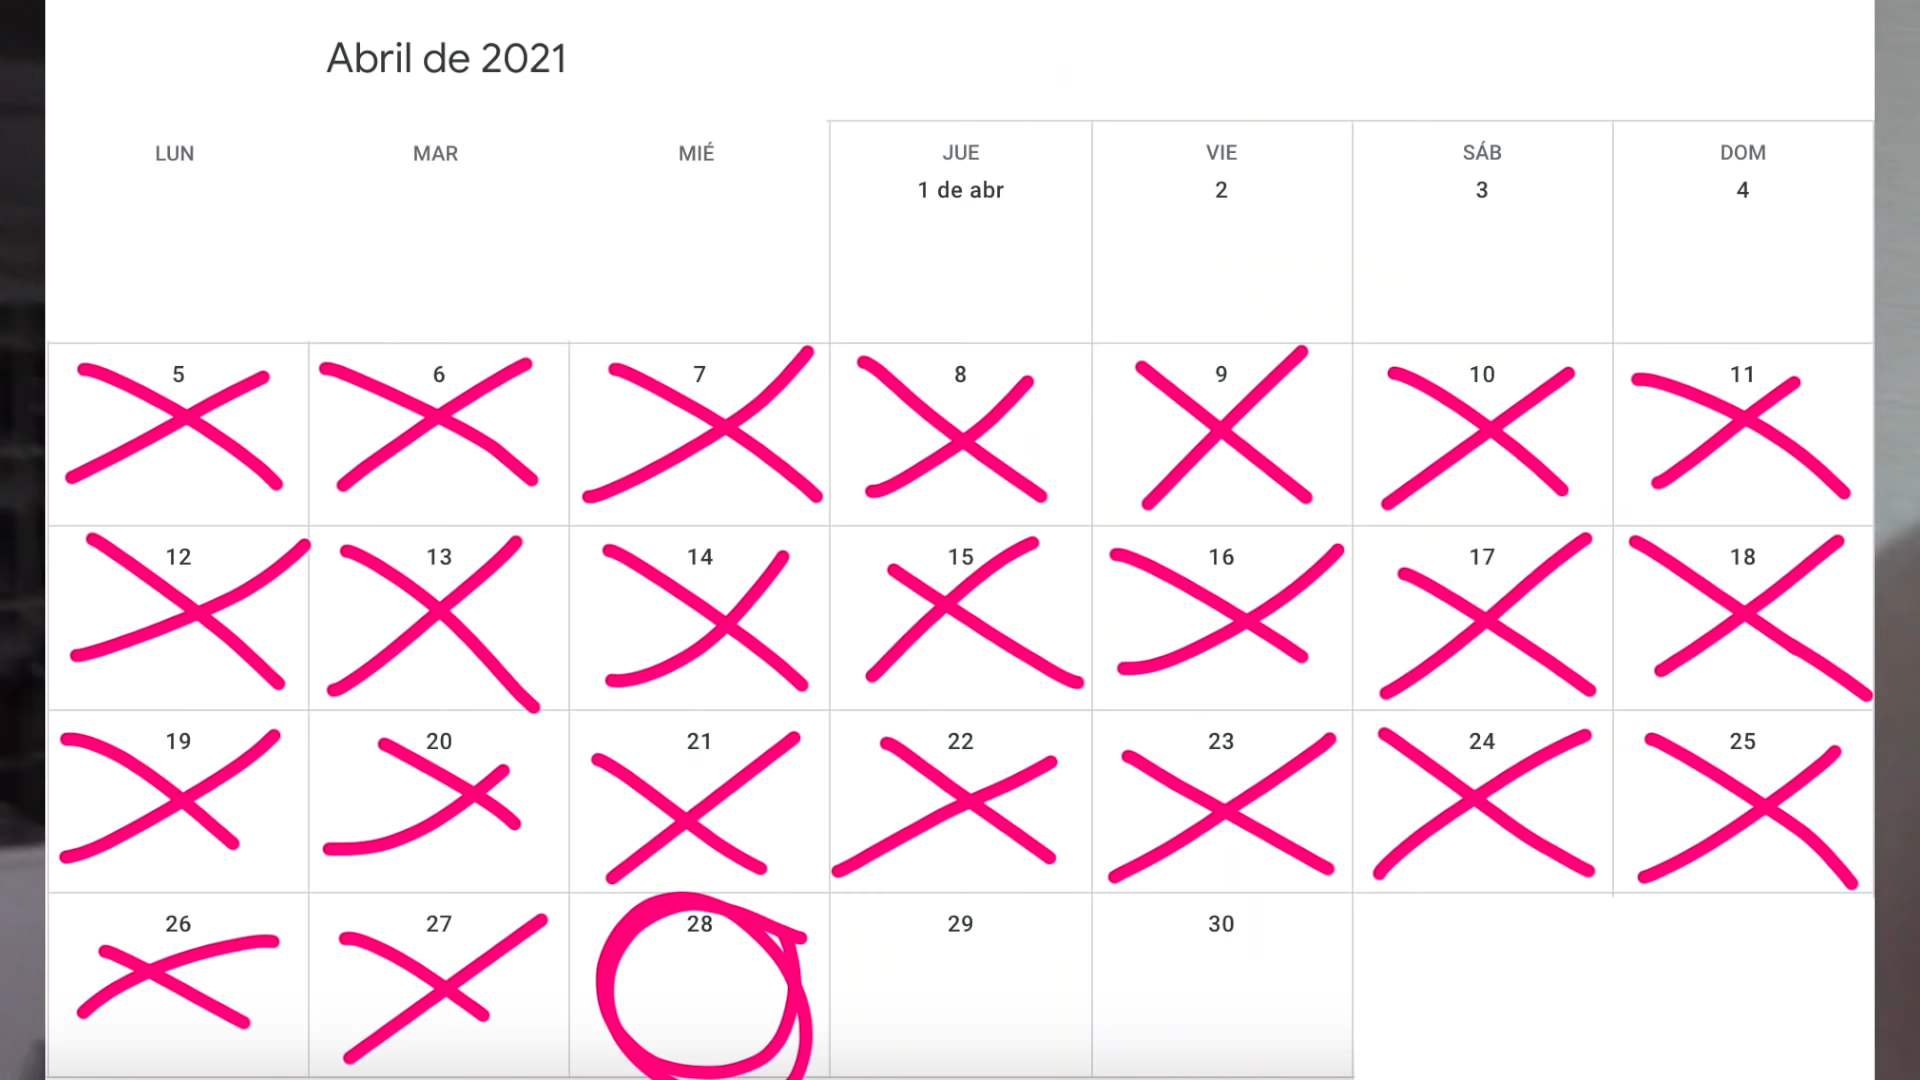 Abril de 2021
LUN MAR MIÉ JUE VIE SÁB DOM
1 de abr 2 3 4
5 6 7 8 9 10 11
12 13 14 15 16 17 18
19 20 21 22 23 24 25
26 27 28 29 30